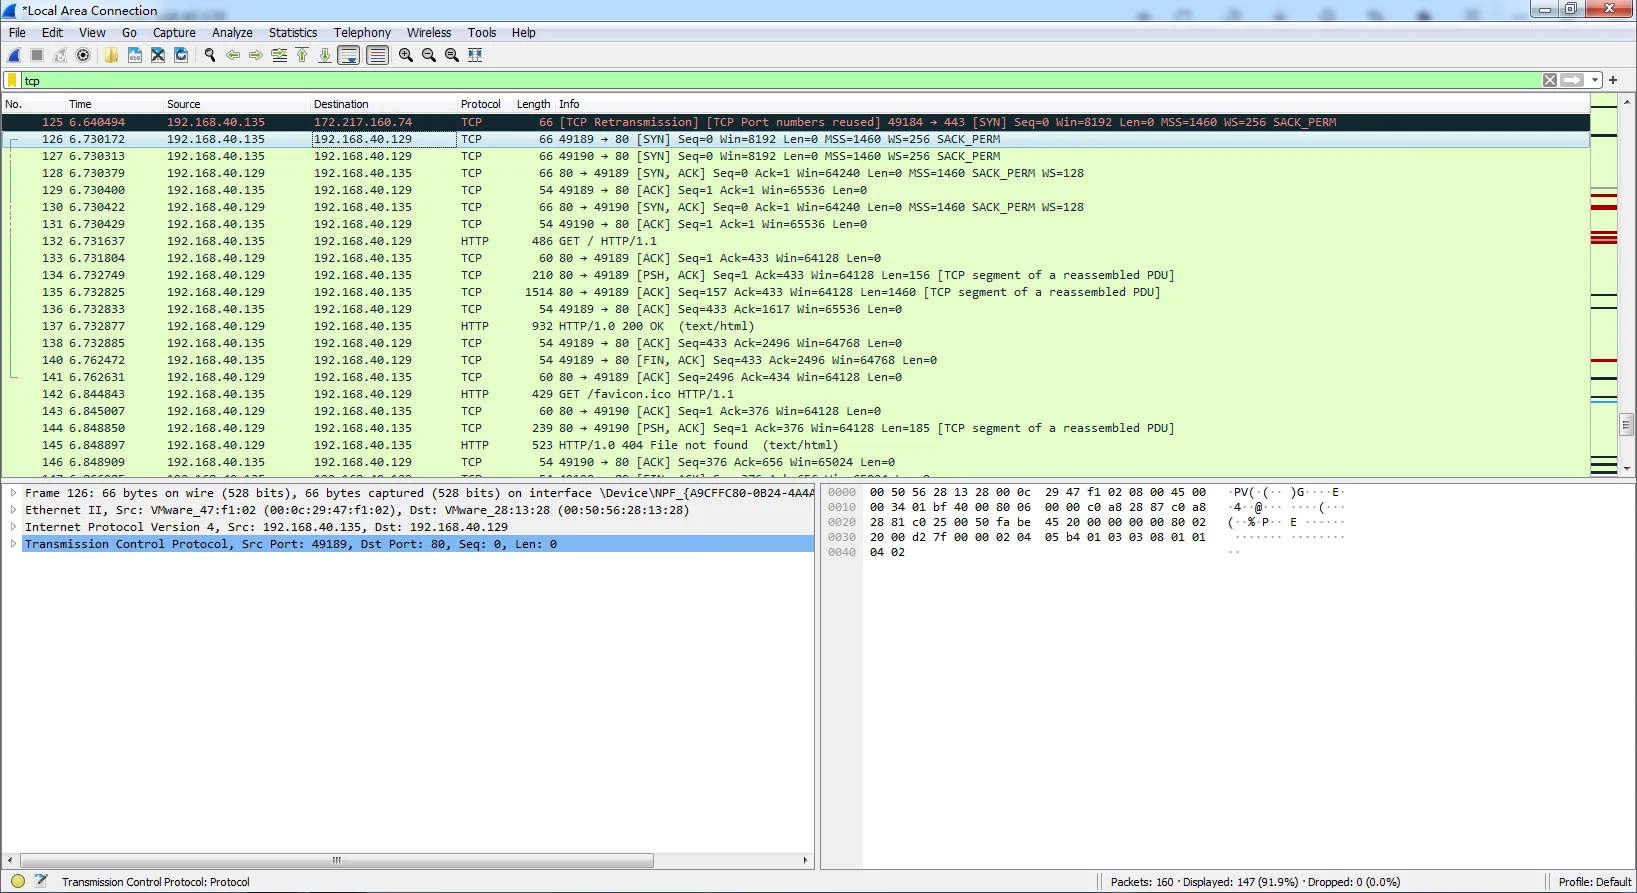 *Local Area Connection
File Edit View Go Capture Analyze Statistics Telephony Wireless Tools Help
tcp
No. Time Source Destination Protocol Length Info
125 6.640494 192.168.40.135 172.217.160.74 TCP 66 [TCP Retransmission] [TCP Port numbers reused] 49184 → 443 [SYN] Seq=0 Win=8192 Len=0 MSS=1460 WS=256 SACK_PERM
126 6.730172 192.168.40.135 192.168.40.129 TCP 66 49189 → 80 [SYN] Seq=0 Win=8192 Len=0 MSS=1460 WS=256 SACK_PERM
127 6.730313 192.168.40.135 192.168.40.129 TCP 66 49190 → 80 [SYN] Seq=0 Win=8192 Len=0 MSS=1460 WS=256 SACK_PERM
128 6.730379 192.168.40.129 192.168.40.135 TCP 66 80 → 49189 [SYN, ACK] Seq=0 Ack=1 Win=64240 Len=0 MSS=1460 SACK_PERM WS=128
129 6.730400 192.168.40.135 192.168.40.129 TCP 54 49189 → 80 [ACK] Seq=1 Ack=1 Win=65536 Len=0
130 6.730422 192.168.40.129 192.168.40.135 TCP 66 80 → 49190 [SYN, ACK] Seq=0 Ack=1 Win=64240 Len=0 MSS=1460 SACK_PERM WS=128
131 6.730429 192.168.40.135 192.168.40.129 TCP 54 49190 → 80 [ACK] Seq=1 Ack=1 Win=65536 Len=0
132 6.731637 192.168.40.135 192.168.40.129 HTTP 486 GET / HTTP/1.1
133 6.731804 192.168.40.129 192.168.40.135 TCP 60 80 → 49189 [ACK] Seq=1 Ack=433 Win=64128 Len=0
134 6.732749 192.168.40.129 192.168.40.135 TCP 210 80 → 49189 [PSH, ACK] Seq=1 Ack=433 Win=64128 Len=156 [TCP segment of a reassembled PDU]
135 6.732825 192.168.40.129 192.168.40.135 TCP 1514 80 → 49189 [ACK] Seq=157 Ack=433 Win=64128 Len=1460 [TCP segment of a reassembled PDU]
136 6.732833 192.168.40.135 192.168.40.129 TCP 54 49189 → 80 [ACK] Seq=433 Ack=1617 Win=65536 Len=0
137 6.732877 192.168.40.129 192.168.40.135 HTTP 932 HTTP/1.0 200 OK (text/html)
138 6.732885 192.168.40.135 192.168.40.129 TCP 54 49189 → 80 [ACK] Seq=433 Ack=2496 Win=64768 Len=0
140 6.762472 192.168.40.135 192.168.40.129 TCP 54 49189 → 80 [FIN, ACK] Seq=433 Ack=2496 Win=64768 Len=0
141 6.762631 192.168.40.129 192.168.40.135 TCP 60 80 → 49189 [ACK] Seq=2496 Ack=434 Win=64128 Len=0
142 6.844843 192.168.40.135 192.168.40.129 HTTP 429 GET /favicon.ico HTTP/1.1
143 6.845007 192.168.40.129 192.168.40.135 TCP 60 80 → 49190 [ACK] Seq=1 Ack=376 Win=64128 Len=0
144 6.848850 192.168.40.129 192.168.40.135 TCP 239 80 → 49190 [PSH, ACK] Seq=1 Ack=376 Win=64128 Len=185 [TCP segment of a reassembled PDU]
145 6.848897 192.168.40.129 192.168.40.135 HTTP 523 HTTP/1.0 404 File not found (text/html)
146 6.848909 192.168.40.135 192.168.40.129 TCP 54 49190 → 80 [ACK] Seq=376 Ack=656 Win=65024 Len=0
Frame 126: 66 bytes on wire (528 bits), 66 bytes captured (528 bits) on interface \Device\NPF_{A9CFFC80-0B24-4A4A
Ethernet II, Src: VMware_47:f1:02 (00:0c:29:47:f1:02), Dst: VMware_28:13:28 (00:50:56:28:13:28)
Internet Protocol Version 4, Src: 192.168.40.135, Dst: 192.168.40.129
Transmission Control Protocol, Src Port: 49189, Dst Port: 80, Seq: 0, Len: 0
0000 00 50 56 28 13 28 00 0c 29 47 f1 02 08 00 45 00 ·PV(·(·· )G····E·
0010 00 34 01 bf 40 00 80 06 00 00 c0 a8 28 87 c0 a8 ·4··@··· ····(···
0020 28 81 c0 25 00 50 fa be 45 20 00 00 00 00 80 02 (··%·P·· E ······
0030 20 00 d2 7f 00 00 02 04 05 b4 01 03 03 08 01 01 ······· ········
0040 04 02 ··
Transmission Control Protocol: Protocol
Packets: 160 · Displayed: 147 (91.9%) · Dropped: 0 (0.0%)
Profile: Default